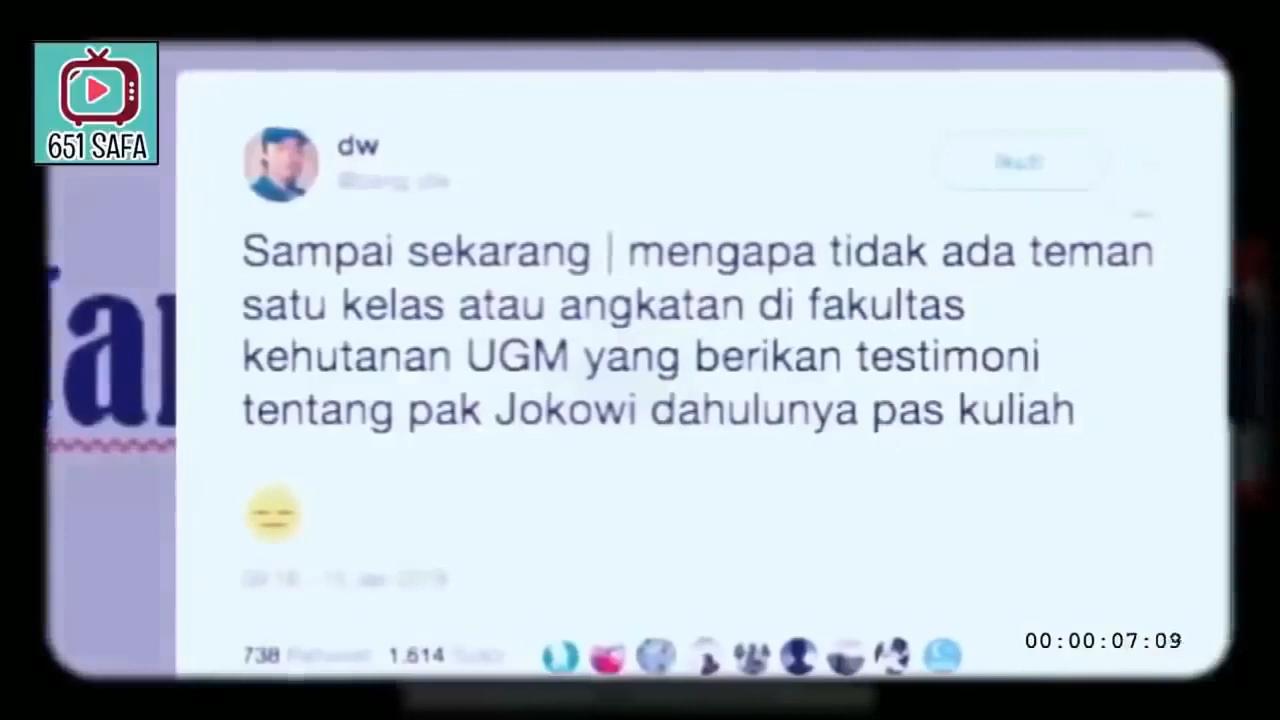 651 SAFA
dw
Sampai sekarang | mengapa tidak ada teman
satu kelas atau angkatan di fakultas
kehutanan UGM yang berikan testimoni
tentang pak Jokowi dahulunya pas kuliah
738 1.614
00:00:07:09